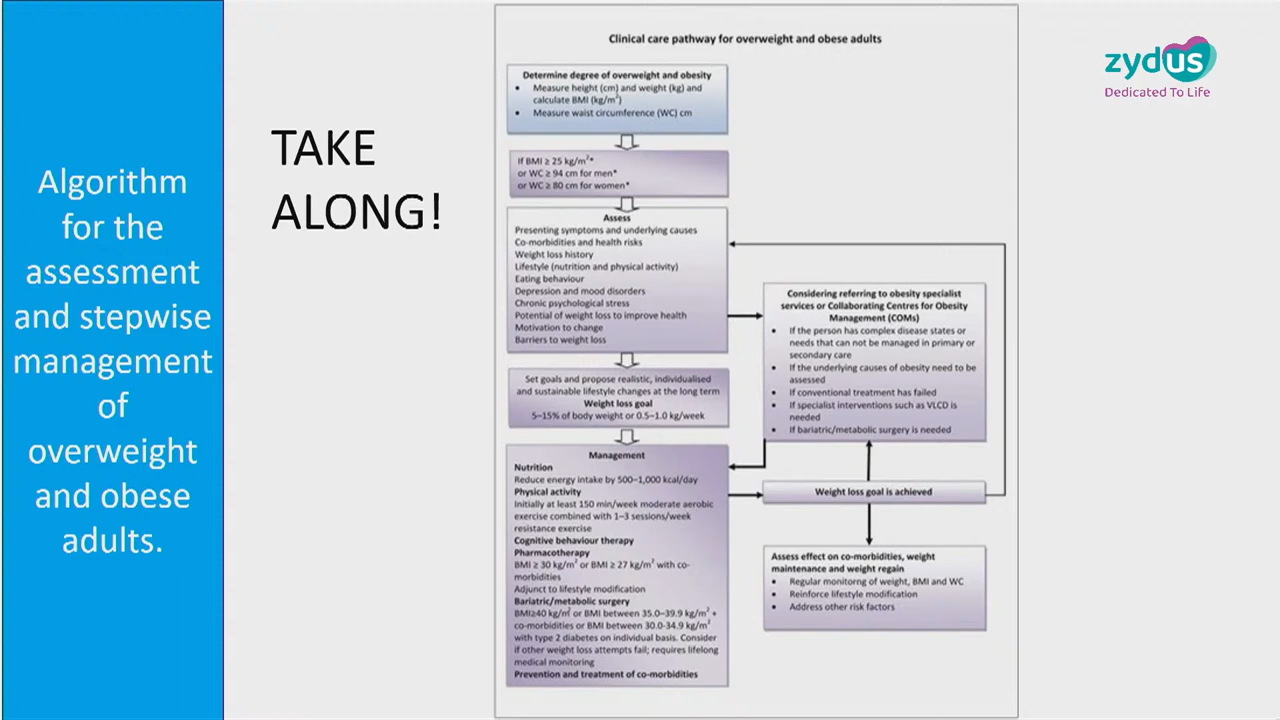 Algorithm
for the
assessment
and stepwise
management
of
overweight
and obese
adults.
TAKE
ALONG!
Clinical care pathway for overweight and obese adults
Determine degree of overweight and obesity
• Measure height (cm) and weight (kg) and
calculate BMI (kg/m²)
• Measure waist circumference (WC) cm
If BMI ≥ 25 kg/m²*
or WC ≥ 94 cm for men*
or WC ≥ 80 cm for women*
Assess
Presenting symptoms and underlying causes
Co-morbidities and health risks
Weight loss history
Lifestyle (nutrition and physical activity)
Eating behaviour
Depression and mood disorders
Chronic psychological stress
Potential of weight loss to improve health
Motivation to change
Barriers to weight loss
Set goals and propose realistic, individualised
and sustainable lifestyle changes at the long term
Weight loss goal
5–15% of body weight or 0.5–1.0 kg/week
Management
Nutrition
Reduce energy intake by 500–1,000 kcal/day
Physical activity
Initially at least 150 min/week moderate aerobic
exercise combined with 1–3 sessions/week
resistance exercise
Cognitive behaviour therapy
Pharmacotherapy
BMI ≥ 30 kg/m² or BMI ≥ 27 kg/m² with co-
morbidities
Adjunct to lifestyle modification
Bariatric/metabolic surgery
BMI≥40 kg/m² or BMI between 35.0–39.9 kg/m² +
co-morbidities or BMI between 30.0-34.9 kg/m²
with type 2 diabetes on individual basis. Consider
if other weight loss attempts fail; requires lifelong
medical monitoring
Prevention and treatment of co-morbidities
Considering referring to obesity specialist
services or Collaborating Centres for Obesity
Management (COMs)
• If the person has complex disease states or
needs that can not be managed in primary or
secondary care
• If the underlying causes of obesity need to be
assessed
• If conventional treatment has failed
• If specialist interventions such as VLCD is
needed
• If bariatric/metabolic surgery is needed
Weight loss goal is achieved
Assess effect on co-morbidities, weight
maintenance and weight regain
• Regular monitorng of weight, BMI and WC
• Reinforce lifestyle modification
• Address other risk factors
zydus
Dedicated To Life